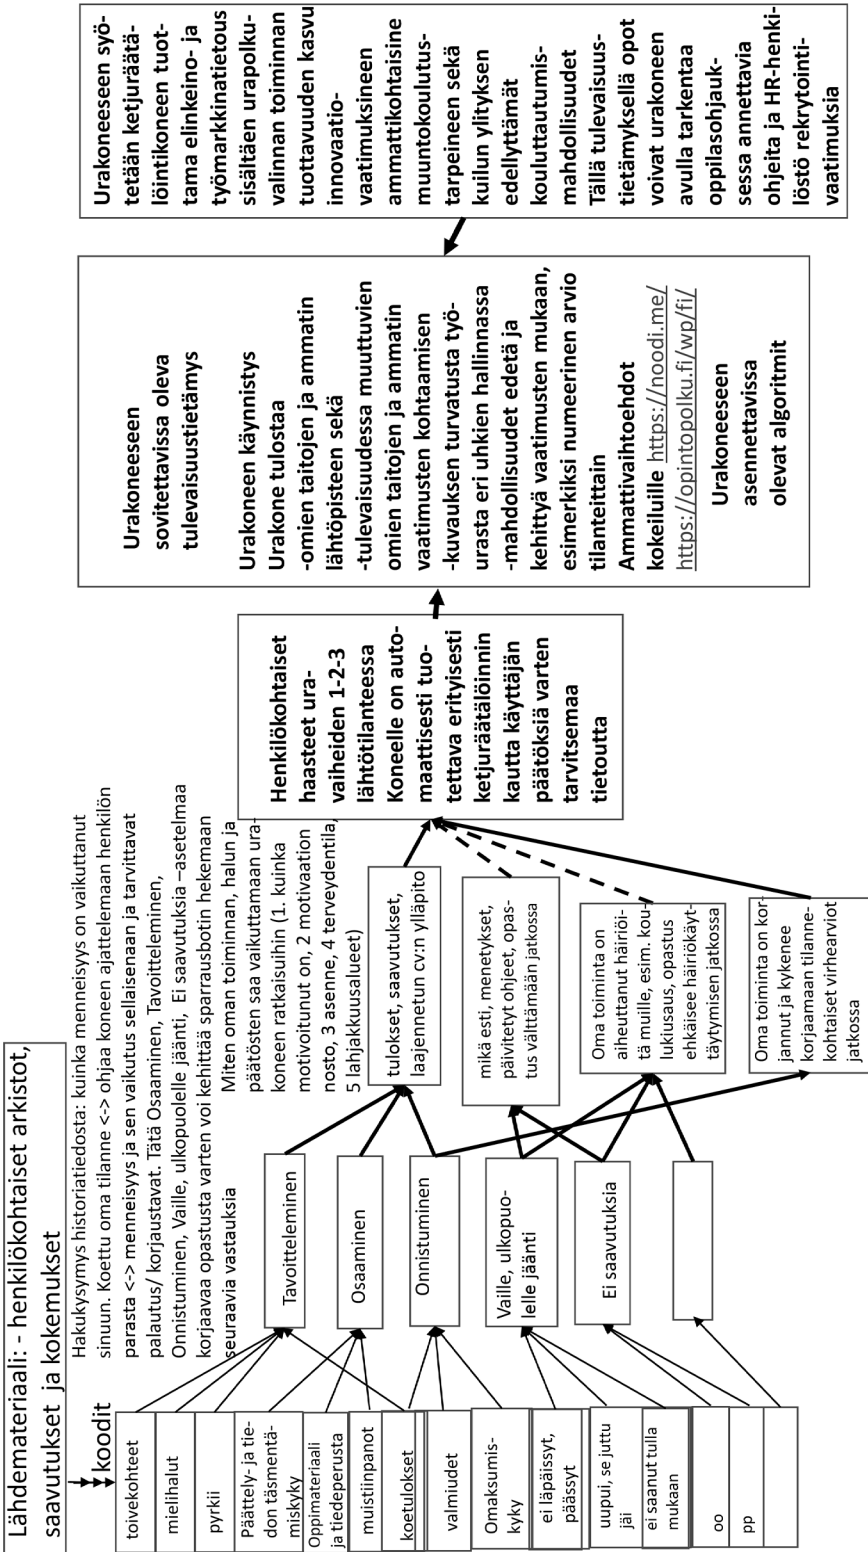 Lähdemateriaali: - henkilökohtaiset arkistot,
saavutukset ja kokemukset
koodit
Hakukysymys historiatiedosta: kuinka menneisyys on vaikuttanut
sinuun. Koettu oma tilanne <-> ohjaa koneen ajattelemaan henkilön
parasta <-> menneisyys ja sen vaikutus sellaisenaan ja tarvittavat
palautus/ korjaustavat. Tätä Osaaminen, Tavoitteleminen,
Onnistuminen, Vaille, ulkopuolelle jäänti, Ei saavutuksia –asetelmaa
korjaavaa opastusta varten voi kehittää sparrausbotin hekemaan
seuraavia vastauksia
Miten oman toiminnan, halun ja
päätösten saa vaikuttamaan ura-
koneen ratkaisuihin (1. kuinka
motivoitunut on, 2 motivaation
nosto, 3 asenne, 4 terveydentila,
5 lahjakkuusalueet)
toivekohteet
mielihalut
pyrkii
Päättely- ja tie-
don täsmentä-
miskyky
Oppimateriaali
ja tiedeperusta
muistiinpanot
koetulokset
valmiudet
Omaksumis-
kyky
ei läpäissyt,
päässyt
uupui, se juttu
jäi
ei saanut tulla
mukaan
oo
pp
Tavoitteleminen
Osaaminen
Onnistuminen
Vaille, ulkopuo-
lelle jäänti
Ei saavutuksia
tulokset, saavutukset,
laajennetun cv:n ylläpito
mikä esti, menetykset,
päivitetyt ohjeet, opas-
tus välttämään jatkossa
Oma toiminta on
aiheuttanut häiriöi-
tä muille, esim. kou-
lukiusaus, opastus
ehkäisee häiriökäyt-
täytymisen jatkossa
Oma toiminta on kor-
jannut ja kykenee
korjaamaan tilanne-
kohtaiset virhearviot
jatkossa
Henkilökohtaiset
haasteet ura-
vaiheiden 1-2-3
lähtötilanteessa
Koneelle on auto-
maattisesti tuo-
tettava erityisesti
ketjuräätälöinnin
kautta käyttäjän
päätöksiä varten
tarvitsemaa
tietoutta
Urakoneeseen
sovitettavissa oleva
tulevaisuustietämys
Urakoneen käynnistys
Urakone tulostaa
-omien taitojen ja ammatin
lähtöpisteen sekä
-tulevaisuudessa muuttuvien
omien taitojen ja ammatin
vaatimusten kohtaamisen
-kuvauksen turvatusta työ-
urasta eri uhkien hallinnassa
-mahdollisuudet edetä ja
kehittyä vaatimusten mukaan,
esimerkiksi numeerinen arvio
tilanteittain
Ammattivaihtoehdot
kokeiluille https://noodi.me/
https://opintopolku.fi/wp/fi/
Urakoneeseen
asennettavissa
olevat algoritmit
Urakoneeseen syö-
tetään ketjuräätä-
löintikoneen tuot-
tama elinkeino- ja
työmarkkinatietous
sisältäen urapolku-
valinnan toiminnan
tuottavuuden kasvu
innovaatio-
vaatimuksineen
ammattikohtaisine
muuntokoulutus-
tarpeineen sekä
kuilun ylityksen
edellyttämät
kouluttautumis-
mahdollisuudet
Tällä tulevaisuus-
tietämyksellä opot
voivat urakoneen
avulla tarkentaa
oppilasohjauk-
sessa annettavia
ohjeita ja HR-henki-
löstö rekrytointi-
vaatimuksia